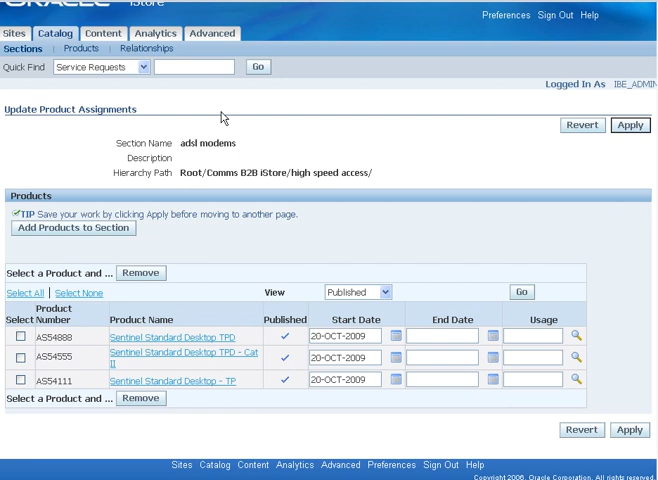 ORACLE iStore
Preferences Sign Out Help
Sites Catalog Content Analytics Advanced
Sections Products Relationships
Quick Find Service Requests Go
Logged In As IBE_ADMIN
Update Product Assignments
Revert Apply
Section Name adsl modems
Description
Hierarchy Path Root/Comms B2B iStore/high speed access/
Products
TIP Save your work by clicking Apply before moving to another page.
Add Products to Section
Select a Product and ... Remove
Select All | Select None View Published Go
Select Product Number Product Name Published Start Date End Date Usage
AS54888 Sentinel Standard Desktop TPD 20-OCT-2009
AS54555 Sentinel Standard Desktop TPD - Cat II 20-OCT-2009
AS54111 Sentinel Standard Desktop - TP 20-OCT-2009
Select a Product and ... Remove
Revert Apply
Sites Catalog Content Analytics Advanced Preferences Sign Out Help
Copyright 2006, Oracle Corporation. All rights reserved.